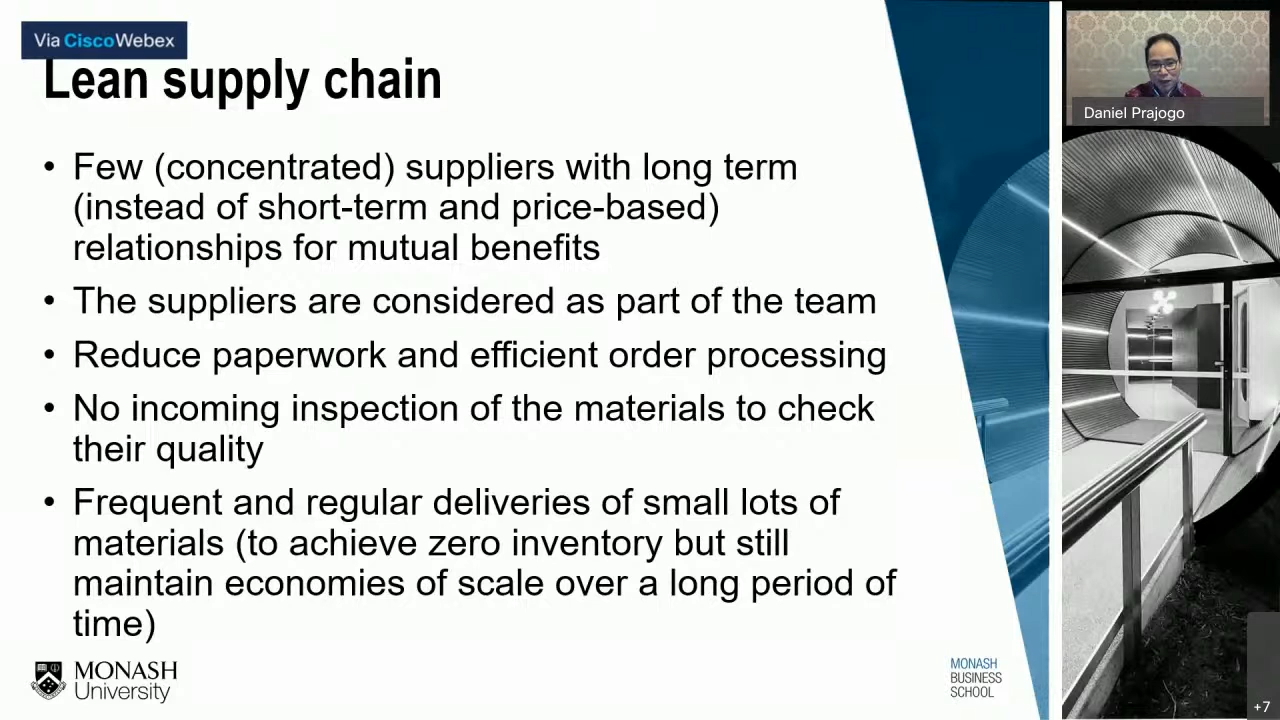 Via CiscoWebex
Lean supply chain
• Few (concentrated) suppliers with long term
(instead of short-term and price-based)
relationships for mutual benefits
• The suppliers are considered as part of the team
• Reduce paperwork and efficient order processing
• No incoming inspection of the materials to check
their quality
• Frequent and regular deliveries of small lots of
materials (to achieve zero inventory but still
maintain economies of scale over a long period of
time)
MONASH
University
MONASH
BUSINESS
SCHOOL
Daniel Prajogo
+7